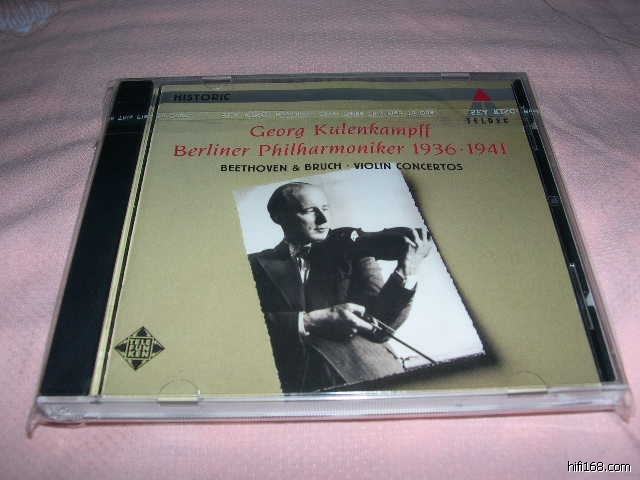 HISTORIC
TELDEC
Georg Kulenkampff
Berliner Philharmoniker 1936·1941
BEETHOVEN & BRUCH · VIOLIN CONCERTOS
TELE
FUN
KEN
hifi168.com